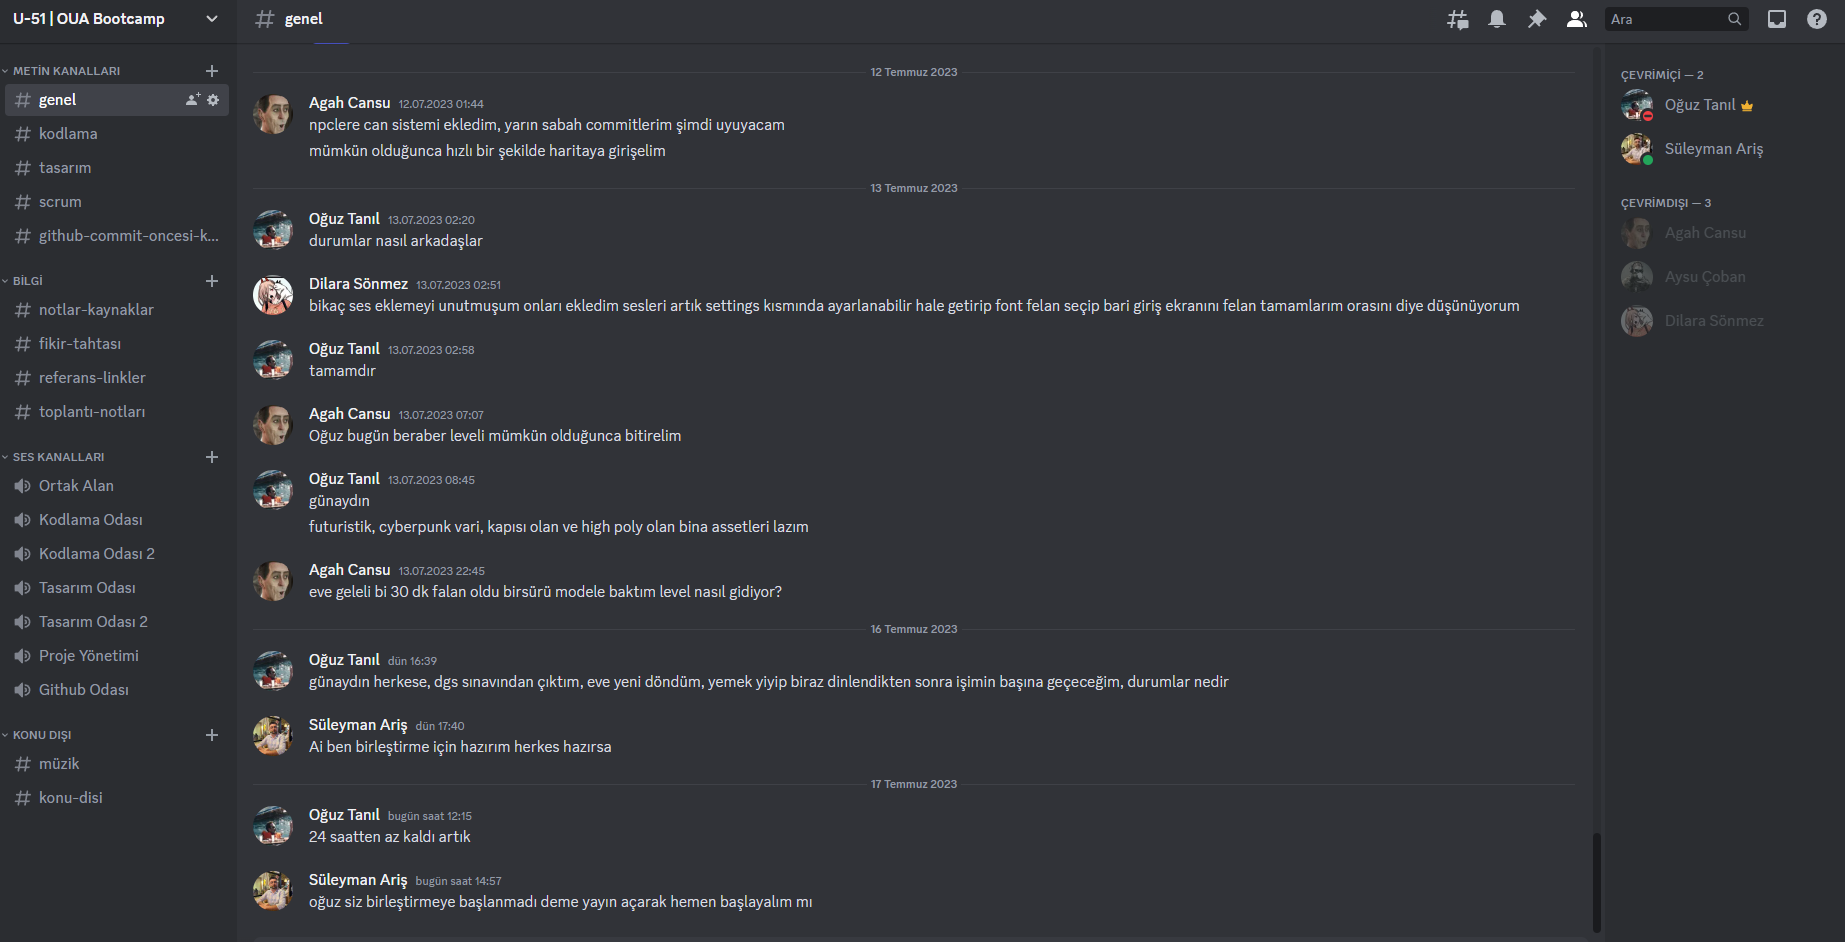 U-51 | OUA Bootcamp
METİN KANALLARI
genel
kodlama
tasarım
scrum
github-commit-oncesi-k...
BİLGİ
notlar-kaynaklar
fikir-tahtası
referans-linkler
toplantı-notları
SES KANALLARI
Ortak Alan
Kodlama Odası
Kodlama Odası 2
Tasarım Odası
Tasarım Odası 2
Proje Yönetimi
Github Odası
KONU DIŞI
müzik
konu-disi
genel
Ara
12 Temmuz 2023
Agah Cansu 12.07.2023 01:44
npclere can sistemi ekledim, yarın sabah commitlerim şimdi uyuyacam
mümkün olduğunca hızlı bir şekilde haritaya girişelim
13 Temmuz 2023
Oğuz Tanıl 13.07.2023 02:20
durumlar nasıl arkadaşlar
Dilara Sönmez 13.07.2023 02:51
bikaç ses eklemeyi unutmuşum onları ekledim sesleri artık settings kısmında ayarlanabilir hale getirip font felan seçip bari giriş ekranını felan tamamlarım orasını diye düşünüyorum
Oğuz Tanıl 13.07.2023 02:58
tamamdır
Agah Cansu 13.07.2023 07:07
Oğuz bugün beraber leveli mümkün olduğunca bitirelim
Oğuz Tanıl 13.07.2023 08:45
günaydın
futuristik, cyberpunk vari, kapısı olan ve high poly olan bina assetleri lazım
Agah Cansu 13.07.2023 22:45
eve geleli bi 30 dk falan oldu birsürü modele baktım level nasıl gidiyor?
16 Temmuz 2023
Oğuz Tanıl dün 16:39
günaydın herkese, dgs sınavından çıktım, eve yeni döndüm, yemek yiyip biraz dinlendikten sonra işimin başına geçeceğim, durumlar nedir
Süleyman Ariş dün 17:40
Ai ben birleştirme için hazırım herkes hazırsa
17 Temmuz 2023
Oğuz Tanıl bugün saat 12:15
24 saatten az kaldı artık
Süleyman Ariş bugün saat 14:57
oğuz siz birleştirmeye başlanmadı deme yayın açarak hemen başlayalım mı
ÇEVRİMİÇİ — 2
Oğuz Tanıl
Süleyman Ariş
ÇEVRİMDIŞI — 3
Agah Cansu
Aysu Çoban
Dilara Sönmez